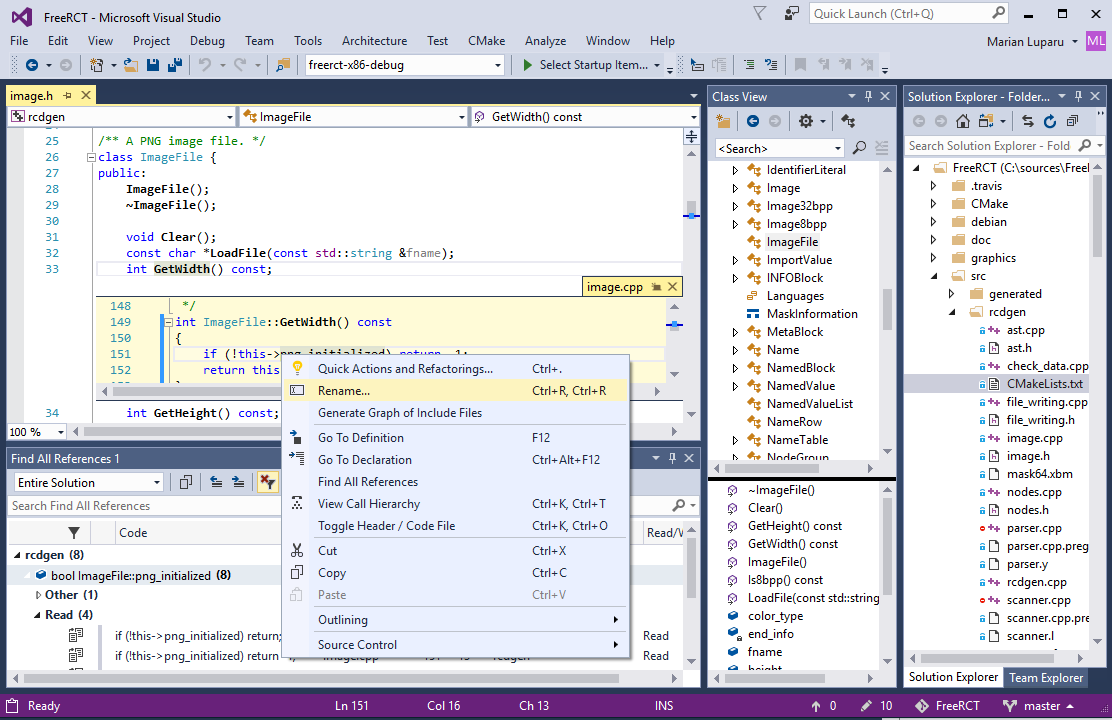 FreeRCT - Microsoft Visual Studio
Quick Launch (Ctrl+Q)
File Edit View Project Debug Team Tools Architecture Test CMake Analyze Window Help
Marian Luparu ML
freerct-x86-debug
Select Startup Item...
image.h
rcdgen
ImageFile
GetWidth() const
25 /** A PNG image file. */
26 class ImageFile {
27 public:
28 ImageFile();
29 ~ImageFile();
30
31 void Clear();
32 const char *LoadFile(const std::string &fname);
33 int GetWidth() const;
image.cpp
148 */
149 int ImageFile::GetWidth() const
150 {
151 if (!this->png_initialized) return -1;
152 return this
34 int GetHeight() const;
100 %
Quick Actions and Refactorings... Ctrl+.
Rename... Ctrl+R, Ctrl+R
Generate Graph of Include Files
Go To Definition F12
Go To Declaration Ctrl+Alt+F12
Find All References
View Call Hierarchy Ctrl+K, Ctrl+T
Toggle Header / Code File Ctrl+K, Ctrl+O
Cut Ctrl+X
Copy Ctrl+C
Paste Ctrl+V
Outlining
Source Control
Find All References 1
Entire Solution
Search Find All References
Code
Read/W
rcdgen (8)
bool ImageFile::png_initialized (8)
Other (1)
Read (4)
if (!this->png_initialized) return;
Read
if (!this->png_initialized) return -1; image.cpp 151 13 rcdgen Read
Class View
<Search>
IdentifierLiteral
Image
Image32bpp
Image8bpp
ImageFile
ImportValue
INFOBlock
Languages
MaskInformation
MetaBlock
Name
NamedBlock
NamedValue
NamedValueList
NameRow
NameTable
NodeGroup
~ImageFile()
Clear()
GetHeight() const
GetWidth() const
ImageFile()
Is8bpp() const
LoadFile(const std::string
color_type
end_info
fname
height
Solution Explorer - Folder...
Search Solution Explorer - Fold
FreeRCT (C:\sources\Free
.travis
CMake
debian
doc
graphics
src
generated
rcdgen
ast.cpp
ast.h
check_data.cpp
CMakeLists.txt
file_writing.cpp
file_writing.h
image.cpp
image.h
mask64.xbm
nodes.cpp
nodes.h
parser.cpp
parser.cpp.preg
parser.y
rcdgen.cpp
scanner.cpp
scanner.cpp.pre
scanner.l
Solution Explorer Team Explorer
Ready Ln 151 Col 16 Ch 13 INS 0 10 FreeRCT master